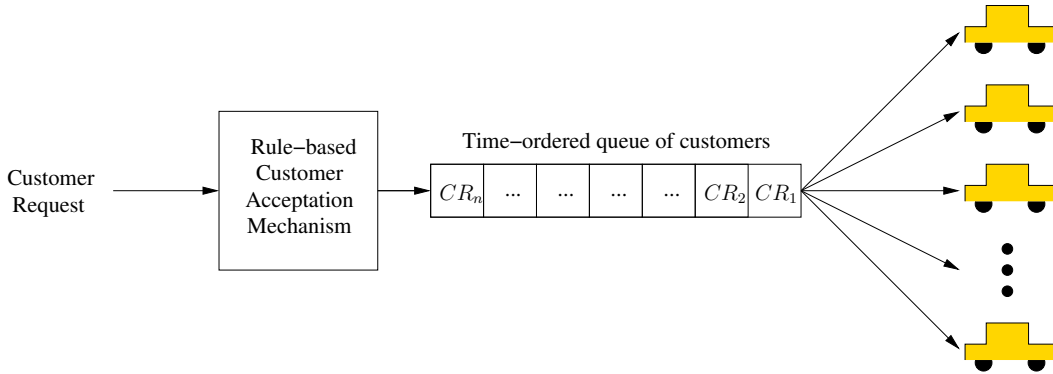 Customer
Request
Rule−based
Customer
Acceptation
Mechanism
Time−ordered queue of customers
CRₙ ... ... ... ... CR₂ CR₁